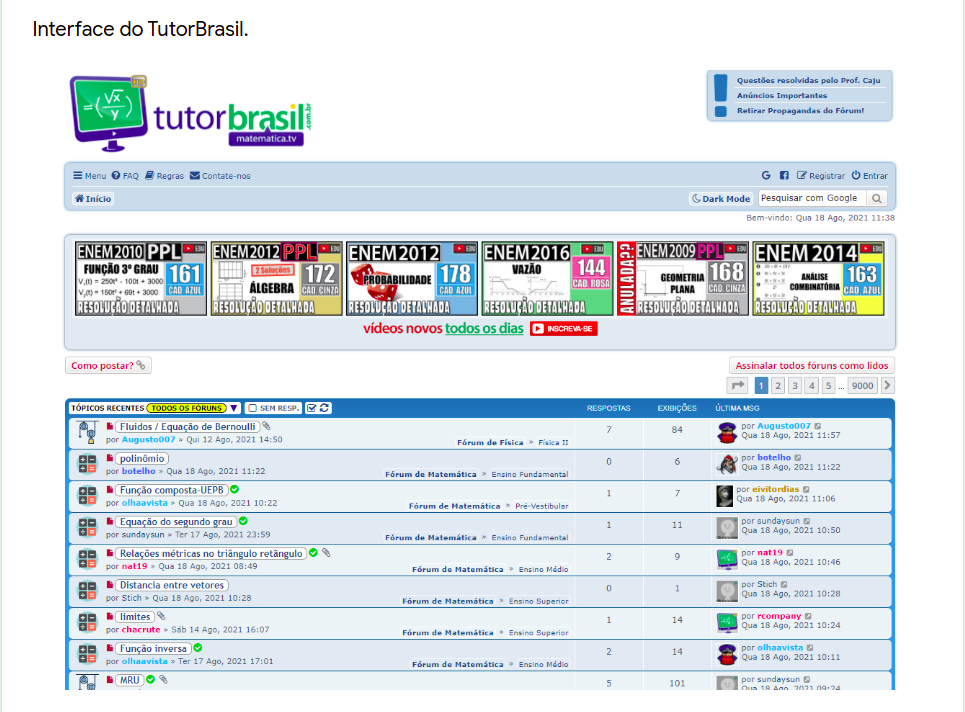 Interface do TutorBrasil.
Questões resolvidas pelo Prof. Caju
Anúncios Importantes
Retirar Propagandas do Fórum!
tutorbrasil.com.br
matematica.tv
Menu FAQ Regras Contate-nos
Registrar Entrar
Início
Dark Mode Pesquisar com Google
Bem-vindo: Qua 18 Ago, 2021 11:38
ENEM 2010 PPL EDU
FUNÇÃO 3º GRAU 161 CAD AZUL
RESOLUÇÃO DETALHADA
ENEM 2012 PPL EDU
2 Soluções 172 CAD CINZA
ÁLGEBRA
RESOLUÇÃO DETALHADA
ENEM 2012 EDU
PROBABILIDADE 178 CAD AZUL
RESOLUÇÃO DETALHADA
ENEM 2016 EDU
VAZÃO 144 CAD ROSA
RESOLUÇÃO DETALHADA
ANULADA?
ENEM 2009 PPL EDU
GEOMETRIA PLANA 168 CAD CINZA
RESOLUÇÃO DETALHADA
ENEM 2014 EDU
ANÁLISE COMBINATÓRIA 163 CAD AZUL
RESOLUÇÃO DETALHADA
vídeos novos todos os dias INSCREVA-SE
Como postar? Assinalar todos fóruns como lidos
1 2 3 4 5 ... 9000
TÓPICOS RECENTES TODOS OS FÓRUNS SEM RESP. RESPOSTAS EXIBIÇÕES ÚLTIMA MSG
Fluidos / Equação de Bernoulli 7 84 por Augusto007
por Augusto007 » Qui 12 Ago, 2021 14:50 Fórum de Física » Física II Qua 18 Ago, 2021 11:57
polinômio 0 6 por botelho
por botelho » Qua 18 Ago, 2021 11:22 Fórum de Matemática » Ensino Fundamental Qua 18 Ago, 2021 11:22
Função composta-UEPB 1 7 por eivitordias
por olhaavista » Qua 18 Ago, 2021 10:22 Fórum de Matemática » Pré-Vestibular Qua 18 Ago, 2021 11:06
Equação do segundo grau 1 11 por sundaysun
por sundaysun » Ter 17 Ago, 2021 23:59 Fórum de Matemática » Ensino Fundamental Qua 18 Ago, 2021 10:50
Relações métricas no triângulo retângulo 2 9 por nat19
por nat19 » Qua 18 Ago, 2021 08:49 Fórum de Matemática » Ensino Médio Qua 18 Ago, 2021 10:46
Distancia entre vetores 0 1 por Stich
por Stich » Qua 18 Ago, 2021 10:28 Fórum de Matemática » Ensino Superior Qua 18 Ago, 2021 10:28
limites 1 14 por rcompany
por chacrute » Sáb 14 Ago, 2021 16:07 Fórum de Matemática » Ensino Superior Qua 18 Ago, 2021 10:24
Função inversa 2 14 por olhaavista
por olhaavista » Ter 17 Ago, 2021 17:01 Fórum de Matemática » Ensino Médio Qua 18 Ago, 2021 10:11
MRU 5 101 por sundaysun
Qua 18 Ago, 2021 09:24